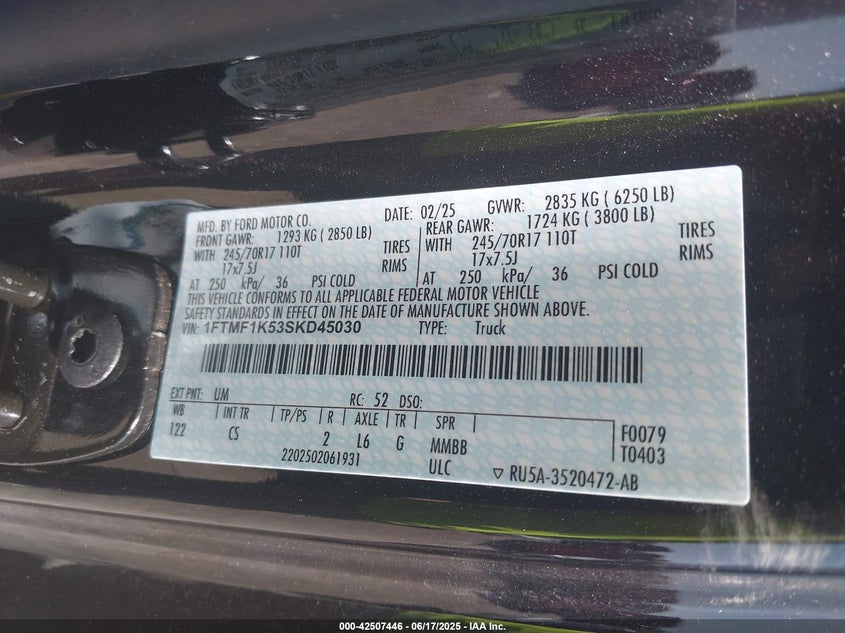 MFD. BY FORD MOTOR CO.
DATE: 02/25 GVWR: 2835 KG ( 6250 LB)
FRONT GAWR: 1293 KG ( 2850 LB)
REAR GAWR: 1724 KG ( 3800 LB)
WITH 245/70R17 110T TIRES
WITH 245/70R17 110T TIRES
17x7.5J RIMS
17x7.5J RIMS
AT 250 kPa/ 36 PSI COLD
AT 250 kPa/ 36 PSI COLD
THIS VEHICLE CONFORMS TO ALL APPLICABLE FEDERAL MOTOR VEHICLE
SAFETY STANDARDS IN EFFECT ON THE DATE OF MANUFACTURE SHOWN ABOVE.
VIN: 1FTMF1K53SKD45030 TYPE: Truck
EXT PNT: UM RC: 52 DSO:
WB INT TR TP/PS R AXLE TR SPR
122 CS 2 L6 G MMBB F0079
2202502061931 ULC T0403
▽ RU5A-3520472-AB
000-42507446 - 06/17/2025 - IAA Inc.